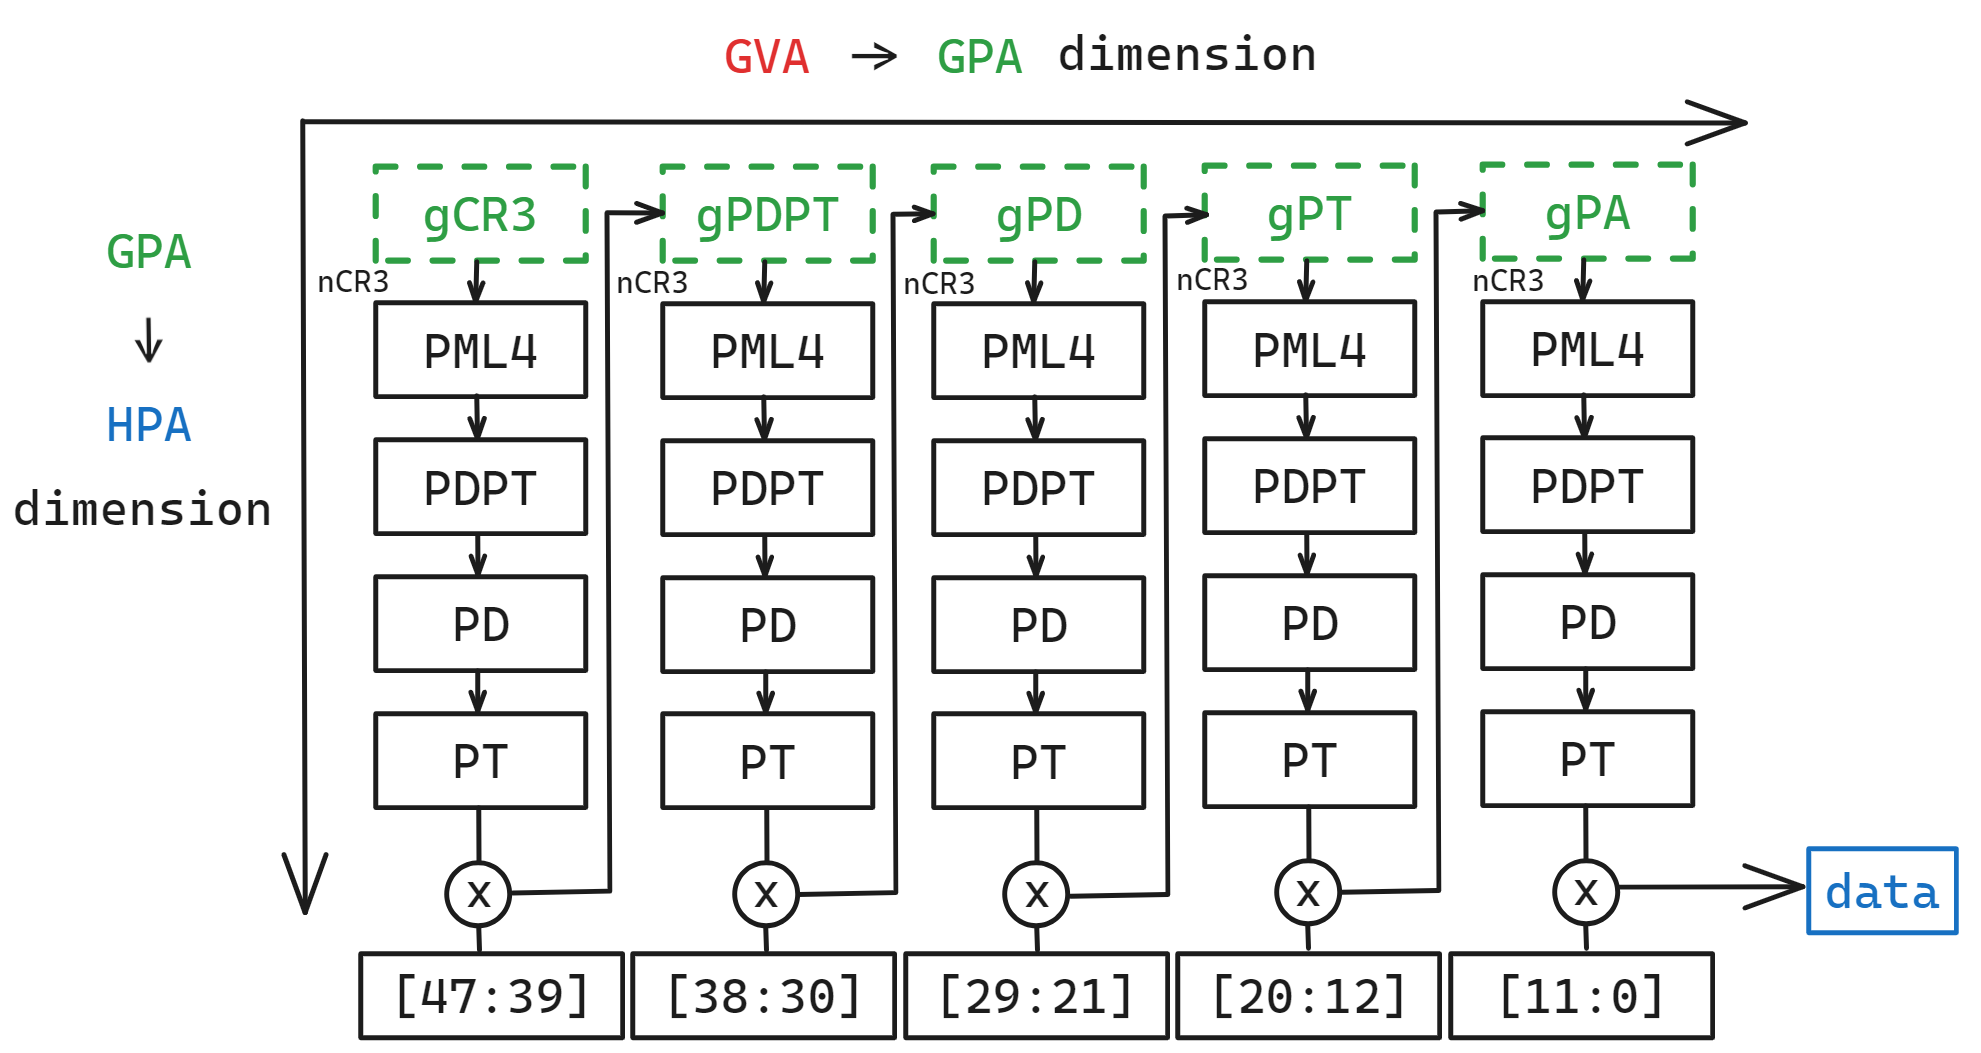 GVA → GPA dimension
GPA
↓
HPA
dimension
gCR3 gPDPT gPD gPT gPA
nCR3 nCR3 nCR3 nCR3 nCR3
PML4 PML4 PML4 PML4 PML4
PDPT PDPT PDPT PDPT PDPT
PD PD PD PD PD
PT PT PT PT PT
x x x x x data
[47:39] [38:30] [29:21] [20:12] [11:0]